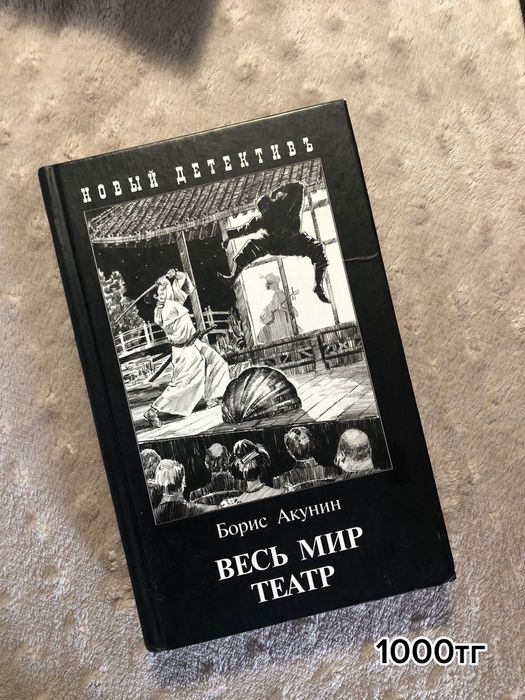 НОВЫЙ ДЕТЕКТИВЪ
Борис Акунин
ВЕСЬ МИР
ТЕАТР
1000тг